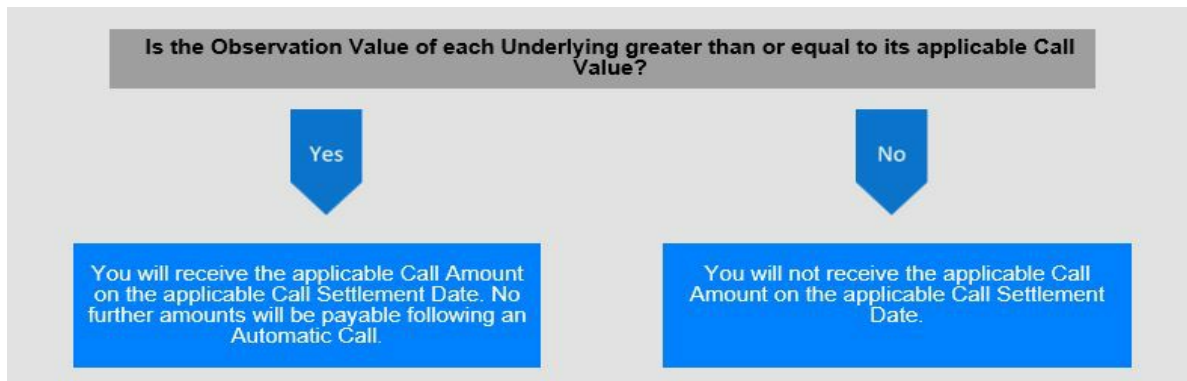 Is the Observation Value of each Underlying greater than or equal to its applicable Call
Value?
Yes
No
You will receive the applicable Call Amount
on the applicable Call Settlement Date. No
further amounts will be payable following an
Automatic Call.
You will not receive the applicable Call
Amount on the applicable Call Settlement
Date.